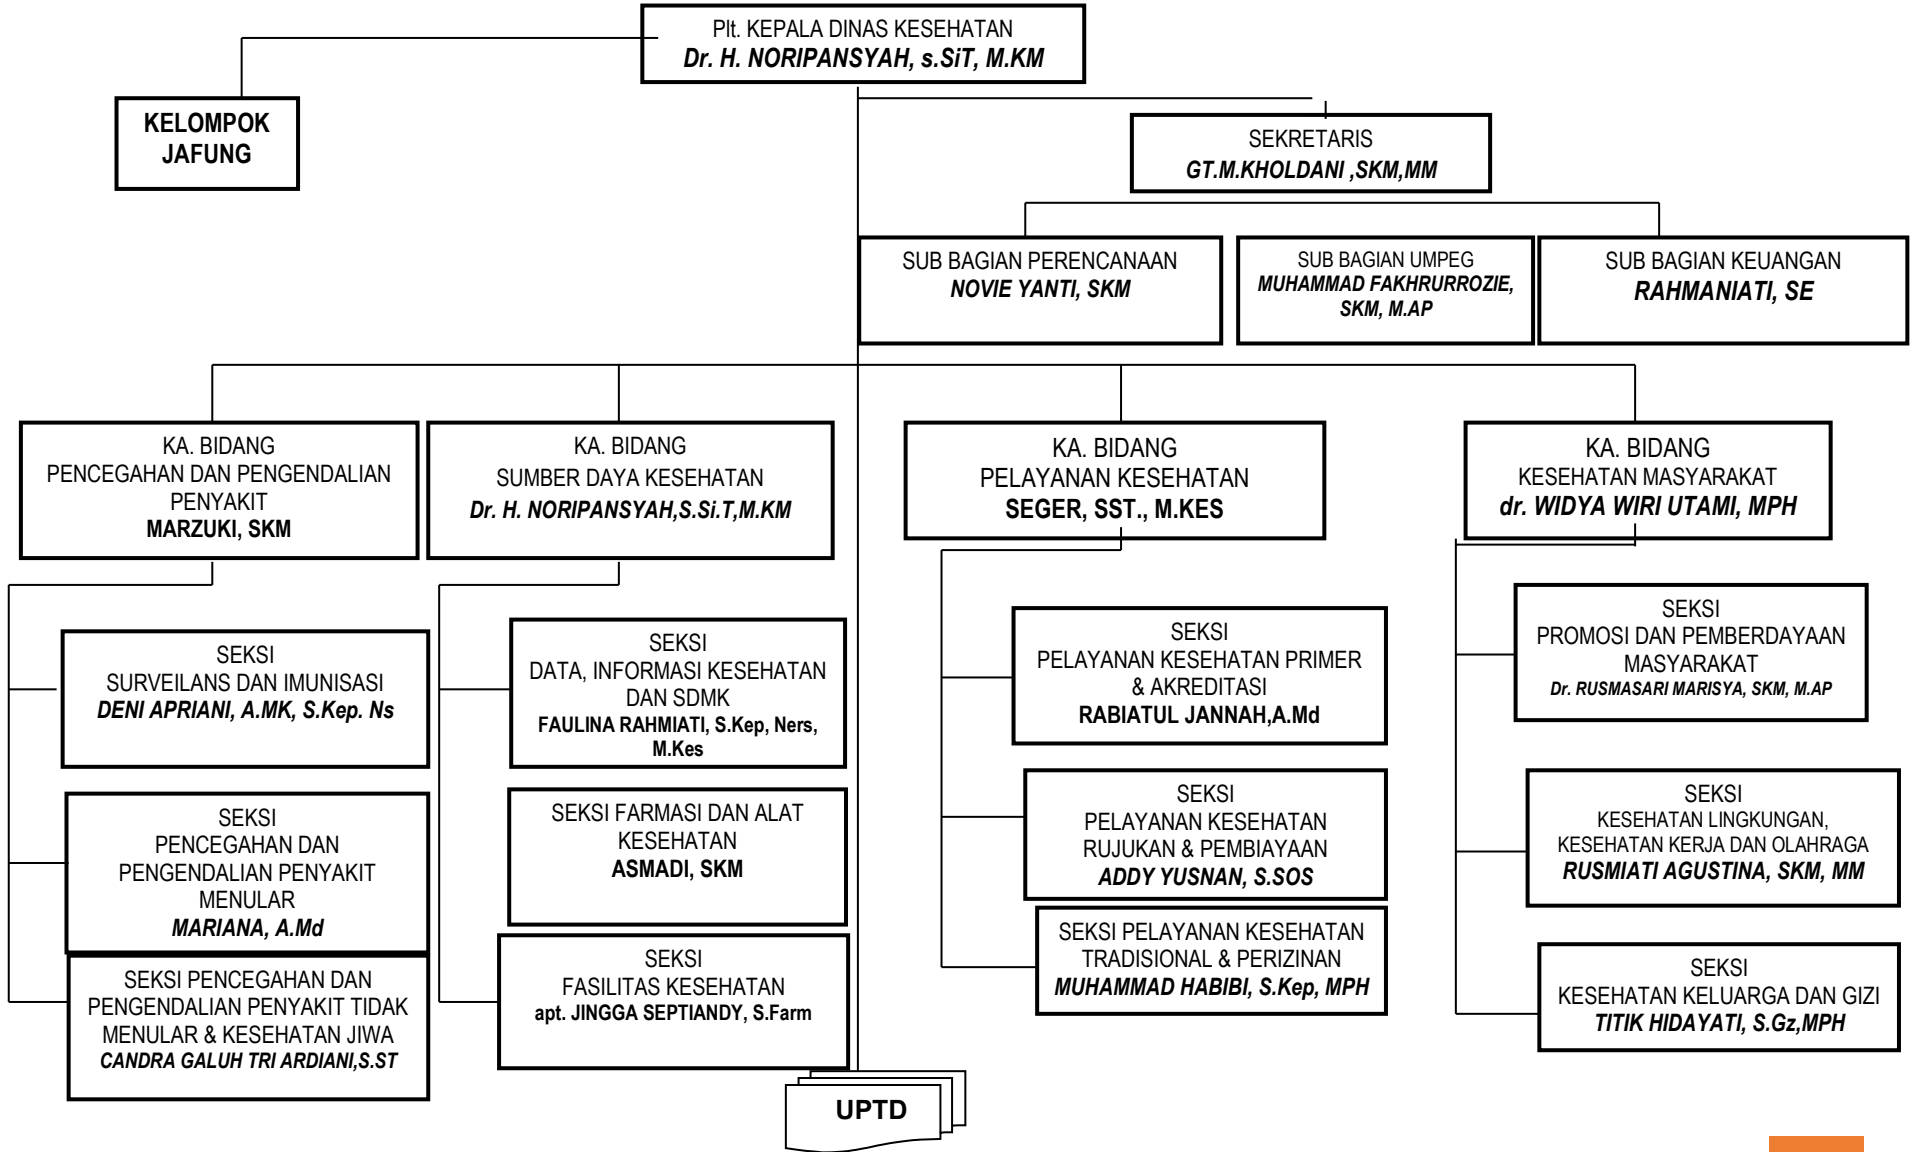 Plt. KEPALA DINAS KESEHATAN
Dr. H. NORIPANSYAH, s.SiT, M.KM
KELOMPOK
JAFUNG
SEKRETARIS
GT.M.KHOLDANI ,SKM,MM
SUB BAGIAN PERENCANAAN
NOVIE YANTI, SKM
SUB BAGIAN UMPEG
MUHAMMAD FAKHRURROZIE,
SKM, M.AP
SUB BAGIAN KEUANGAN
RAHMANIATI, SE
KA. BIDANG
PENCEGAHAN DAN PENGENDALIAN
PENYAKIT
MARZUKI, SKM
KA. BIDANG
SUMBER DAYA KESEHATAN
Dr. H. NORIPANSYAH,S.Si.T,M.KM
KA. BIDANG
PELAYANAN KESEHATAN
SEGER, SST., M.KES
KA. BIDANG
KESEHATAN MASYARAKAT
dr. WIDYA WIRI UTAMI, MPH
SEKSI
SURVEILANS DAN IMUNISASI
DENI APRIANI, A.MK, S.Kep. Ns
SEKSI
PENCEGAHAN DAN
PENGENDALIAN PENYAKIT
MENULAR
MARIANA, A.Md
SEKSI PENCEGAHAN DAN
PENGENDALIAN PENYAKIT TIDAK
MENULAR & KESEHATAN JIWA
CANDRA GALUH TRI ARDIANI,S.ST
SEKSI
DATA, INFORMASI KESEHATAN
DAN SDMK
FAULINA RAHMIATI, S.Kep, Ners,
M.Kes
SEKSI FARMASI DAN ALAT
KESEHATAN
ASMADI, SKM
SEKSI
FASILITAS KESEHATAN
apt. JINGGA SEPTIANDY, S.Farm
SEKSI
PELAYANAN KESEHATAN PRIMER
& AKREDITASI
RABIATUL JANNAH,A.Md
SEKSI
PELAYANAN KESEHATAN
RUJUKAN & PEMBIAYAAN
ADDY YUSNAN, S.SOS
SEKSI PELAYANAN KESEHATAN
TRADISIONAL & PERIZINAN
MUHAMMAD HABIBI, S.Kep, MPH
SEKSI
PROMOSI DAN PEMBERDAYAAN
MASYARAKAT
Dr. RUSMASARI MARISYA, SKM, M.AP
SEKSI
KESEHATAN LINGKUNGAN,
KESEHATAN KERJA DAN OLAHRAGA
RUSMIATI AGUSTINA, SKM, MM
SEKSI
KESEHATAN KELUARGA DAN GIZI
TITIK HIDAYATI, S.Gz,MPH
UPTD